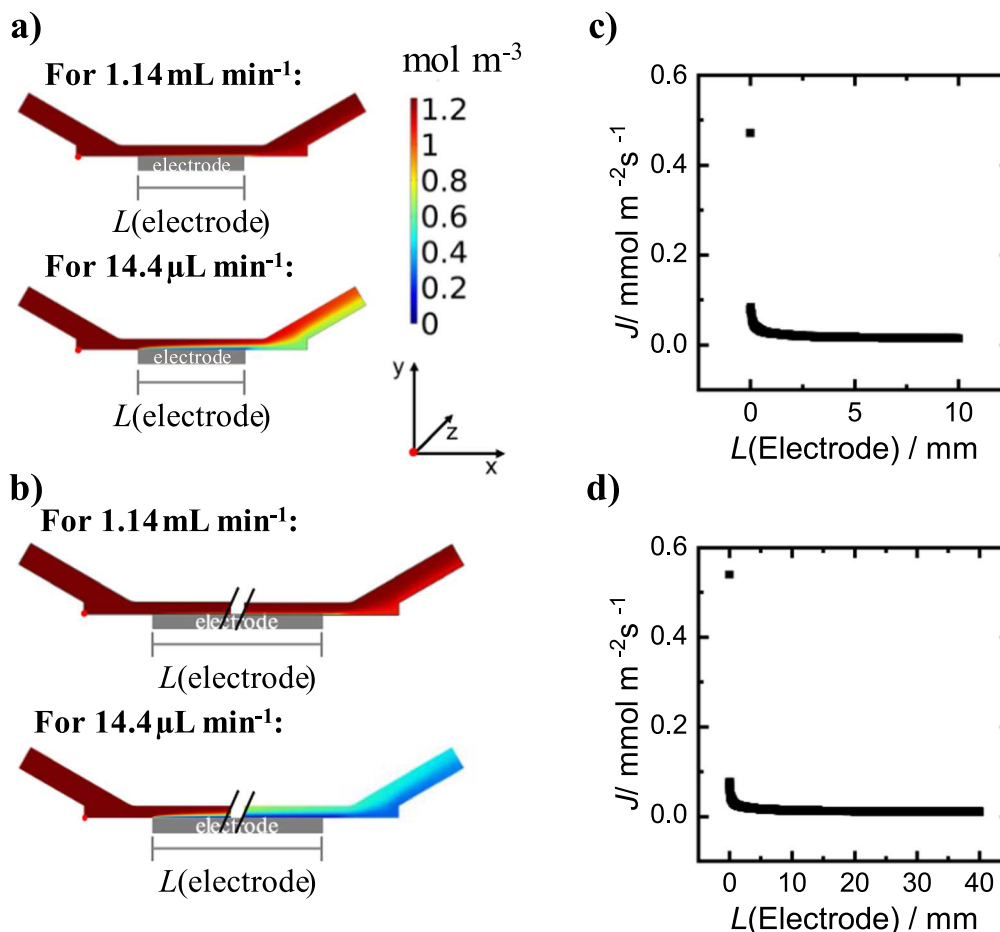 a)
For 1.14 mL min-1:
electrode
L(electrode)
For 14.4 µL min-1:
electrode
L(electrode)
mol m-3
1.2
1
0.8
0.6
0.4
0.2
0
y
z
x
b)
For 1.14 mL min-1:
electrode
L(electrode)
For 14.4 µL min-1:
electrode
L(electrode)
c)
J/ mmol m-2s-1
0.6
0.4
0.2
0.0
0 5 10
L(Electrode) / mm
d)
J/ mmol m-2s-1
0.6
0.4
0.2
0.0
0 10 20 30 40
L(Electrode) / mm